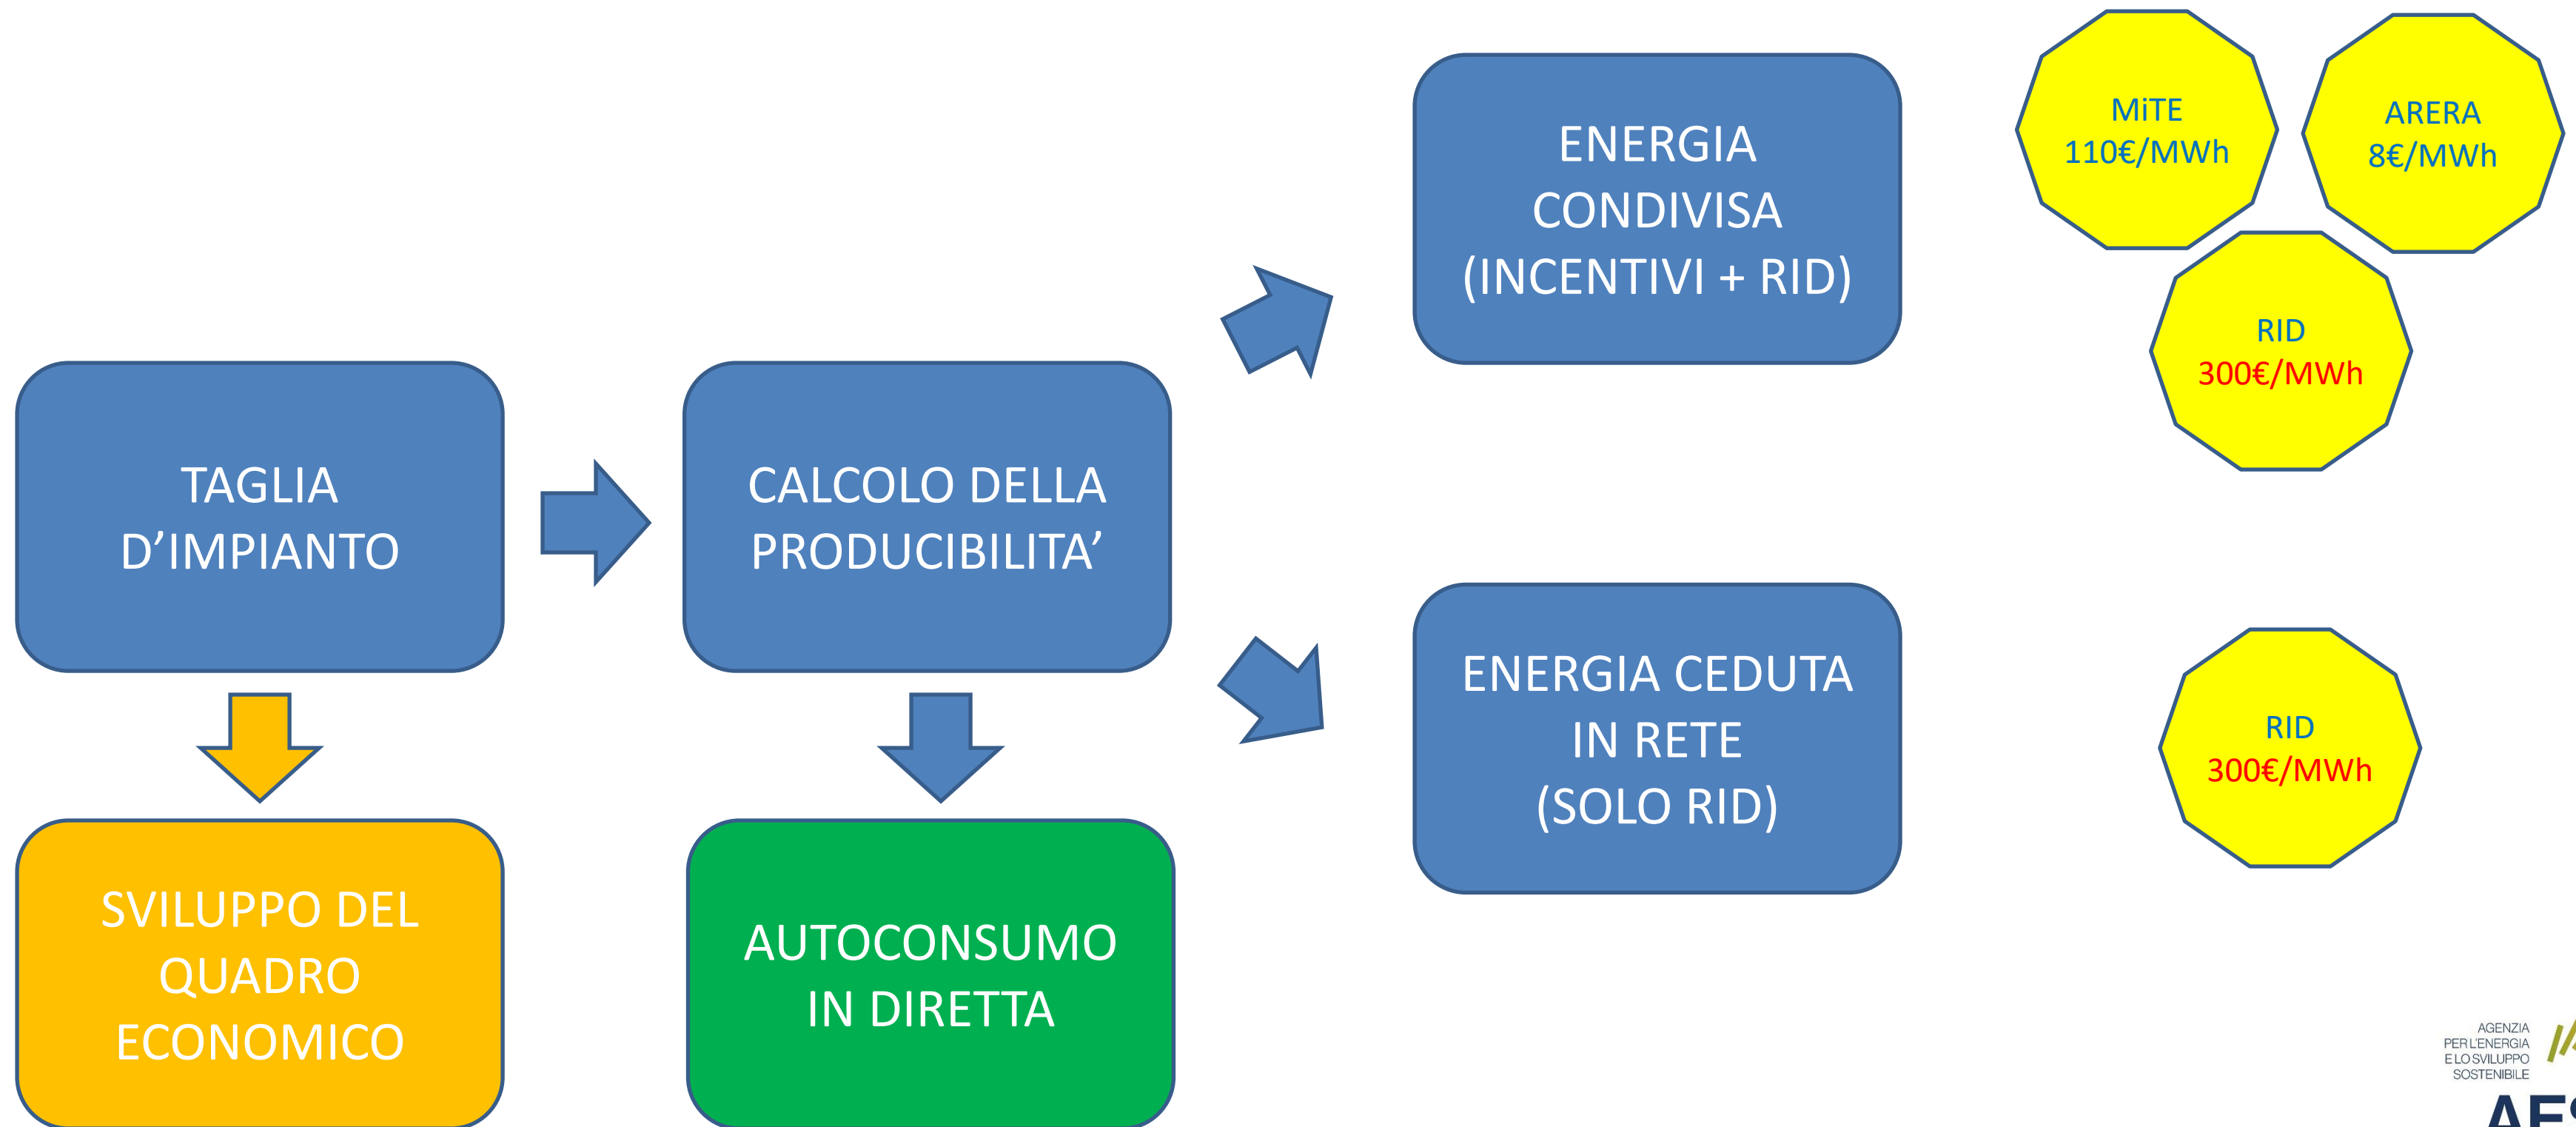 MiTE
110€/MWh
ARERA
8€/MWh
ENERGIA
CONDIVISA
(INCENTIVI + RID)
RID
300€/MWh
TAGLIA
D’IMPIANTO
CALCOLO DELLA
PRODUCIBILITA’
ENERGIA CEDUTA
IN RETE
(SOLO RID)
RID
300€/MWh
SVILUPPO DEL
QUADRO
ECONOMICO
AUTOCONSUMO
IN DIRETTA
AGENZIA
PER L'ENERGIA
E LO SVILUPPO
SOSTENIBILE